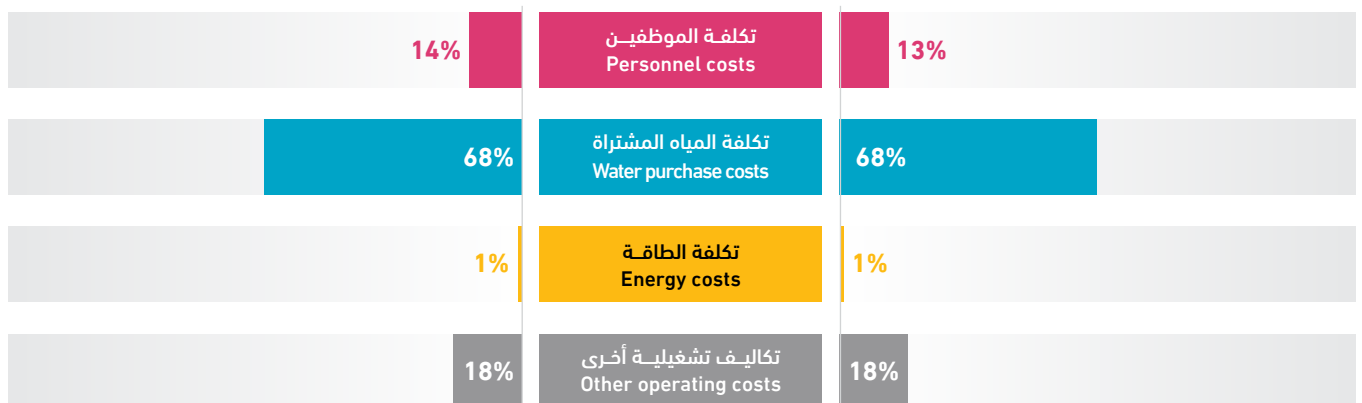 14%
تكلفة الموظفين
Personnel costs
13%
68%
تكلفة المياه المشتراة
Water purchase costs
68%
1%
تكلفة الطاقة
Energy costs
1%
18%
تكاليف تشغيلية أخرى
Other operating costs
18%